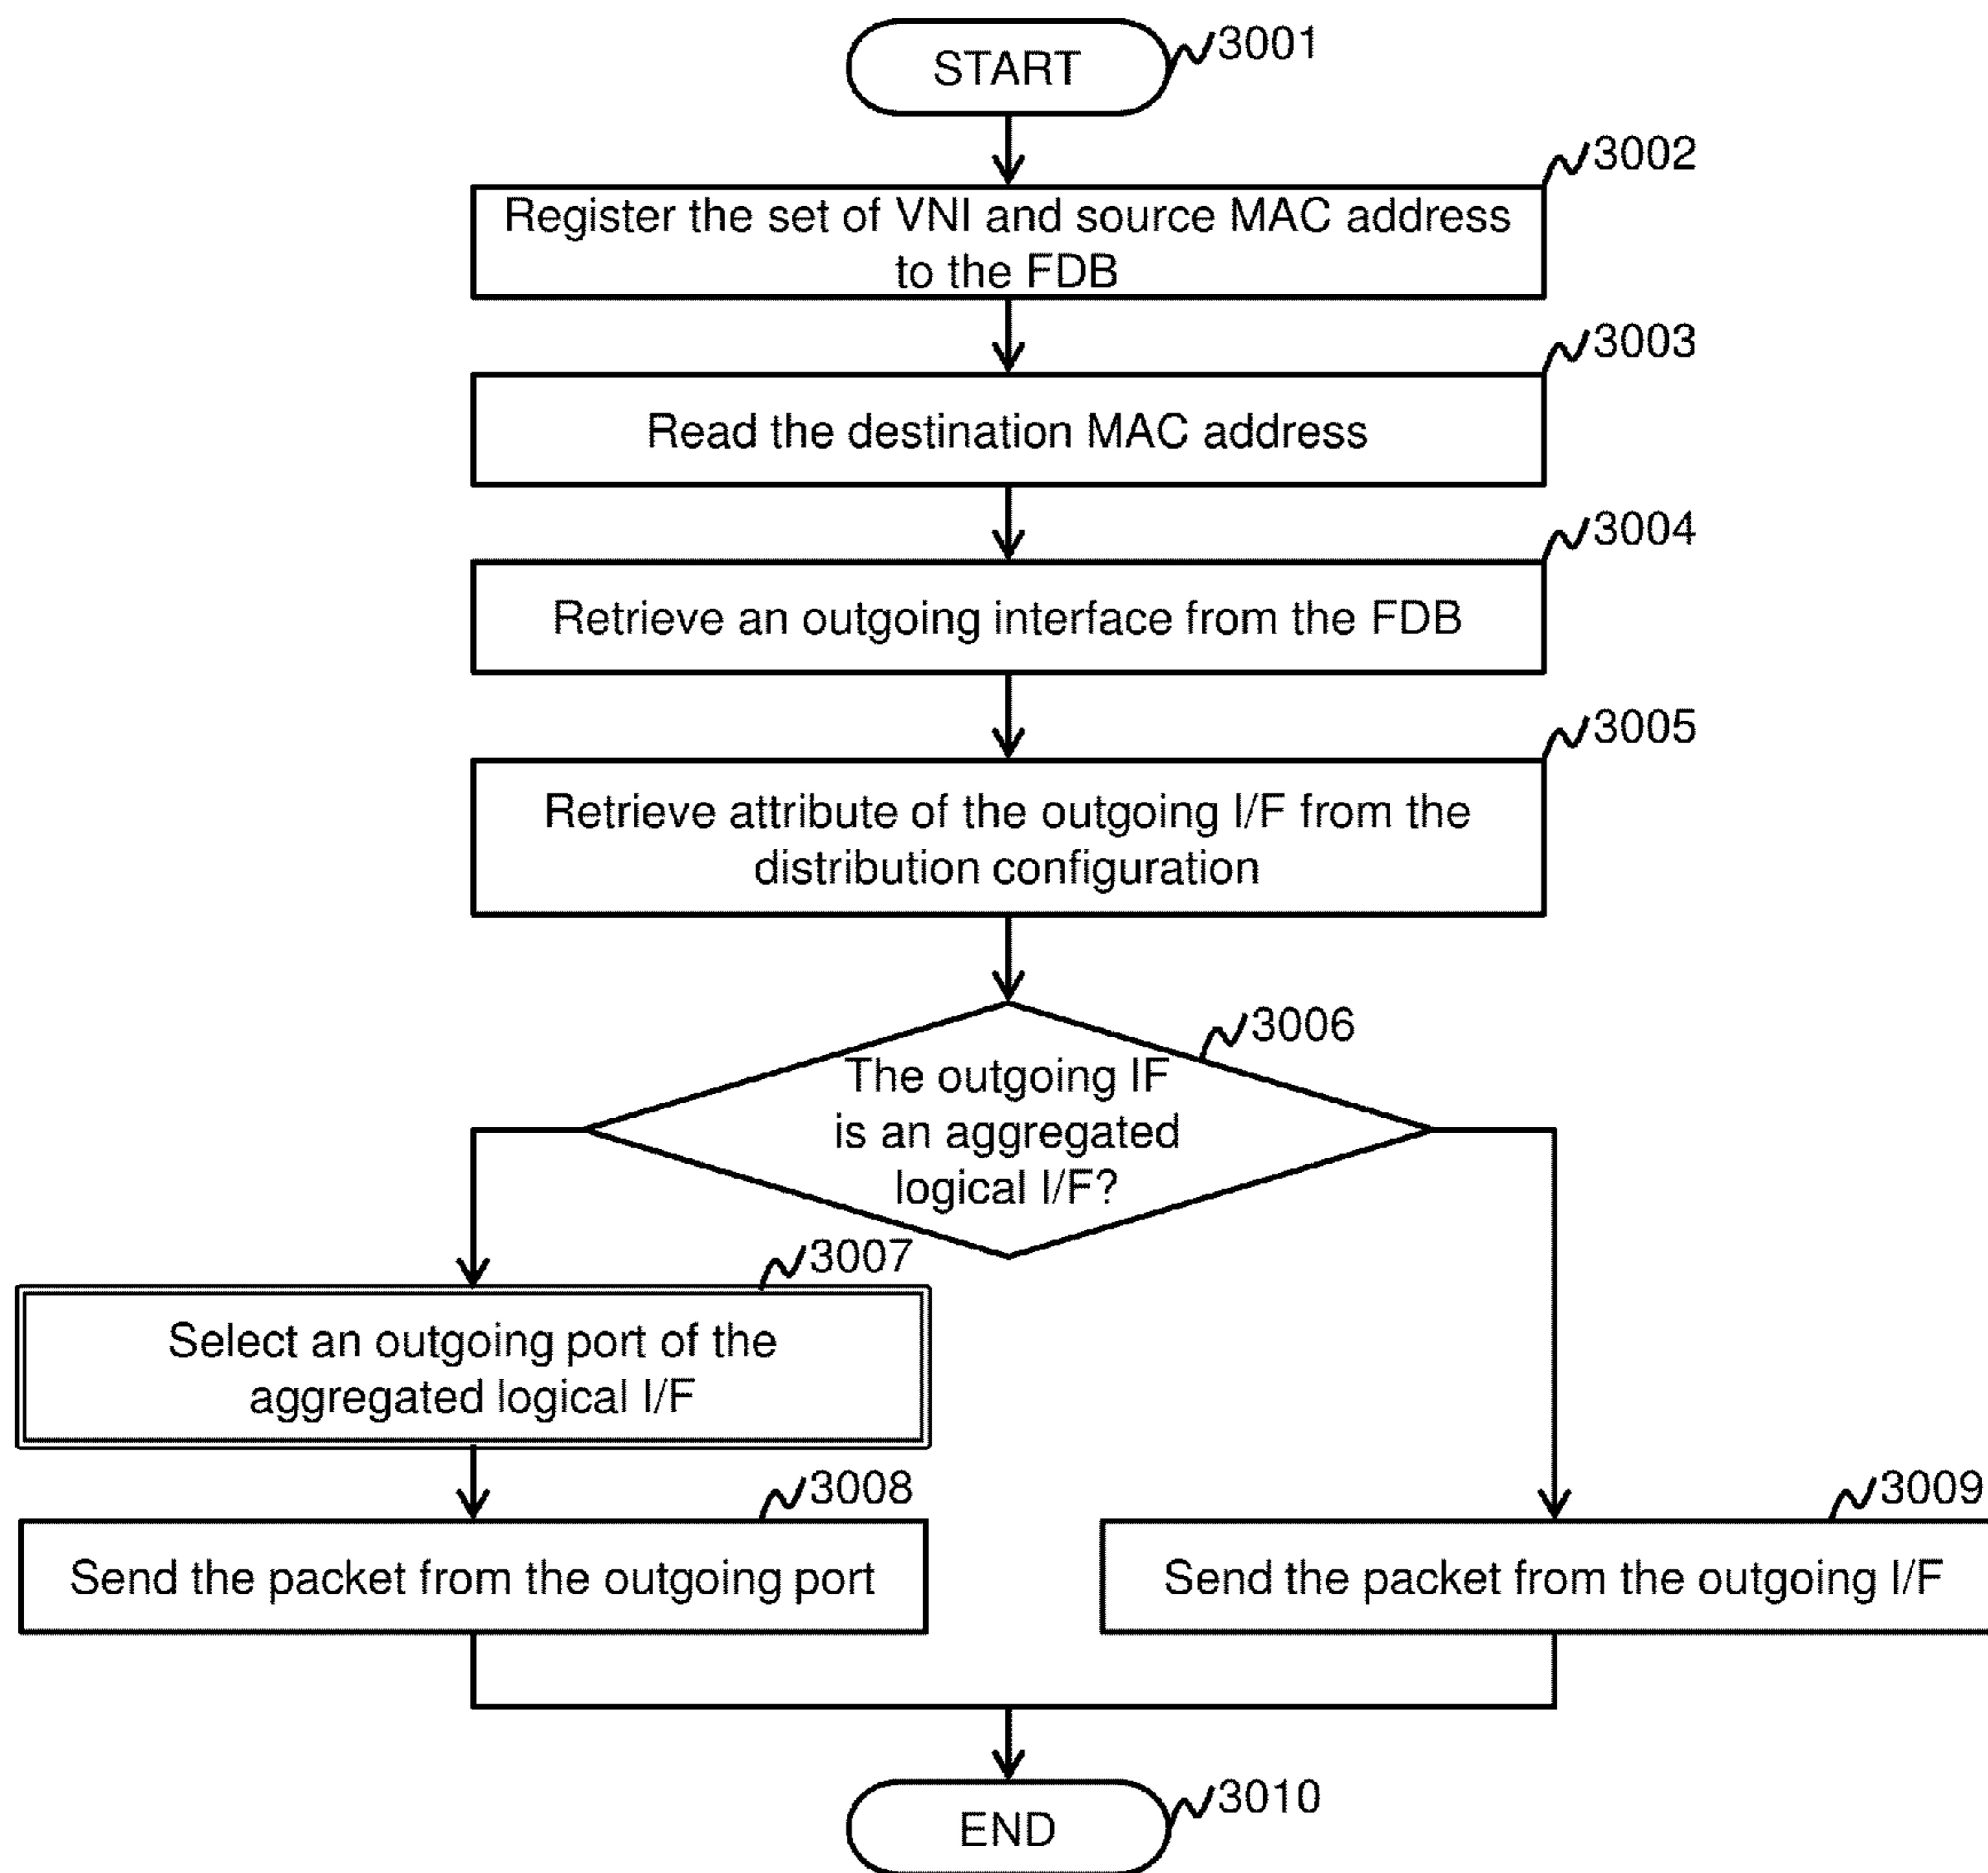 START
3001
3002
Register the set of VNI and source MAC address
to the FDB
3003
Read the destination MAC address
3004
Retrieve an outgoing interface from the FDB
3005
Retrieve attribute of the outgoing I/F from the
distribution configuration
3006
The outgoing IF
is an aggregated
logical I/F?
3007
Select an outgoing port of the
aggregated logical I/F
3008
Send the packet from the outgoing port
3009
Send the packet from the outgoing I/F
3010
END